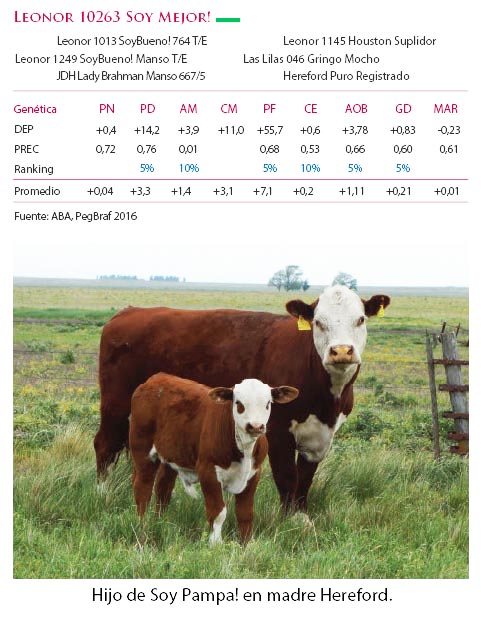 Leonor 10263 Soy Mejor!
Leonor 1013 SoyBueno! 764 T/E Leonor 1145 Houston Suplidor
Leonor 1249 SoyBueno! Manso T/E Las Lilas 046 Gringo Mocho
JDH Lady Brahman Manso 667/5 Hereford Puro Registrado
Genética PN PD AM CM PF CE AOB GD MAR
DEP +0,4 +14,2 +3,9 +11,0 +55,7 +0,6 +3,78 +0,83 -0,23
PREC 0,72 0,76 0,01 0,68 0,53 0,66 0,60 0,61
Ranking 5% 10% 5% 10% 5% 5%
Promedio +0,04 +3,3 +1,4 +3,1 +7,1 +0,2 +1,11 +0,21 +0,01
Fuente: ABA, PegBraf 2016
Hijo de Soy Pampa! en madre Hereford.